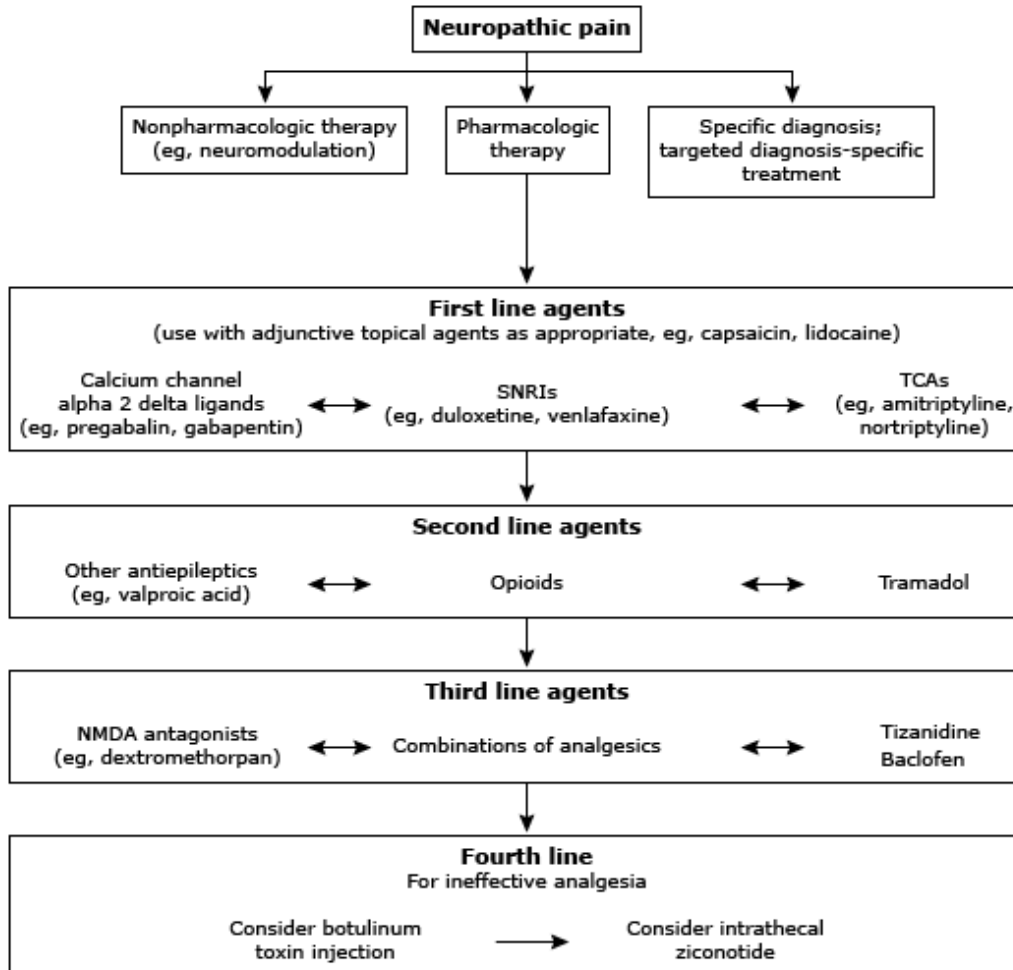 Neuropathic pain
Nonpharmacologic therapy
(eg, neuromodulation)
Pharmacologic
therapy
Specific diagnosis;
targeted diagnosis-specific
treatment
First line agents
(use with adjunctive topical agents as appropriate, eg, capsaicin, lidocaine)
Calcium channel
alpha 2 delta ligands
(eg, pregabalin, gabapentin)
SNRIs
(eg, duloxetine, venlafaxine)
TCAs
(eg, amitriptyline,
nortriptyline)
Second line agents
Other antiepileptics
(eg, valproic acid)
Opioids
Tramadol
Third line agents
NMDA antagonists
(eg, dextromethorpan)
Combinations of analgesics
Tizanidine
Baclofen
Fourth line
For ineffective analgesia
Consider botulinum
toxin injection
Consider intrathecal
ziconotide